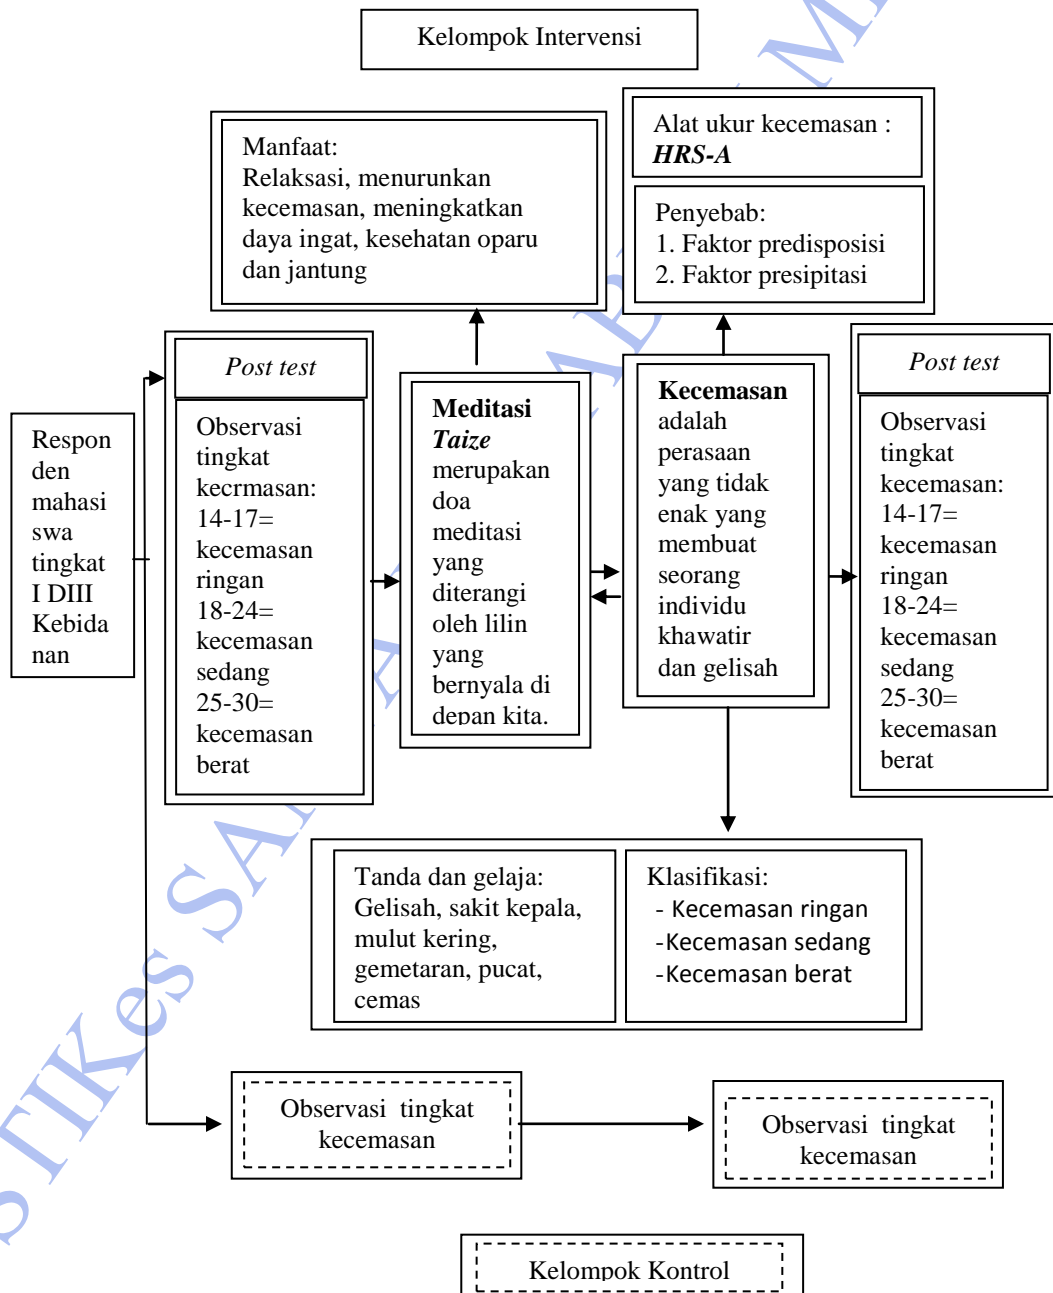 Kelompok Intervensi
Manfaat:
Relaksasi, menurunkan
kecemasan, meningkatkan
daya ingat, kesehatan oparu
dan jantung
Alat ukur kecemasan :
HRS-A
Penyebab:
1. Faktor predisposisi
2. Faktor presipitasi
Respon
den
mahasi
swa
tingkat
I DIII
Kebida
nan
Post test
Observasi
tingkat
kecrmasan:
14-17=
kecemasan
ringan
18-24=
kecemasan
sedang
25-30=
kecemasan
berat
Meditasi
Taize
merupakan
doa
meditasi
yang
diterangi
oleh lilin
yang
bernyala di
depan kita.
Kecemasan
adalah
perasaan
yang tidak
enak yang
membuat
seorang
individu
khawatir
dan gelisah
Post test
Observasi
tingkat
kecemasan:
14-17=
kecemasan
ringan
18-24=
kecemasan
sedang
25-30=
kecemasan
berat
Tanda dan gelaja:
Gelisah, sakit kepala,
mulut kering,
gemetaran, pucat,
cemas
Klasifikasi:
- Kecemasan ringan
-Kecemasan sedang
-Kecemasan berat
Observasi tingkat
kecemasan
Observasi tingkat
kecemasan
Kelompok Kontrol
STIKes